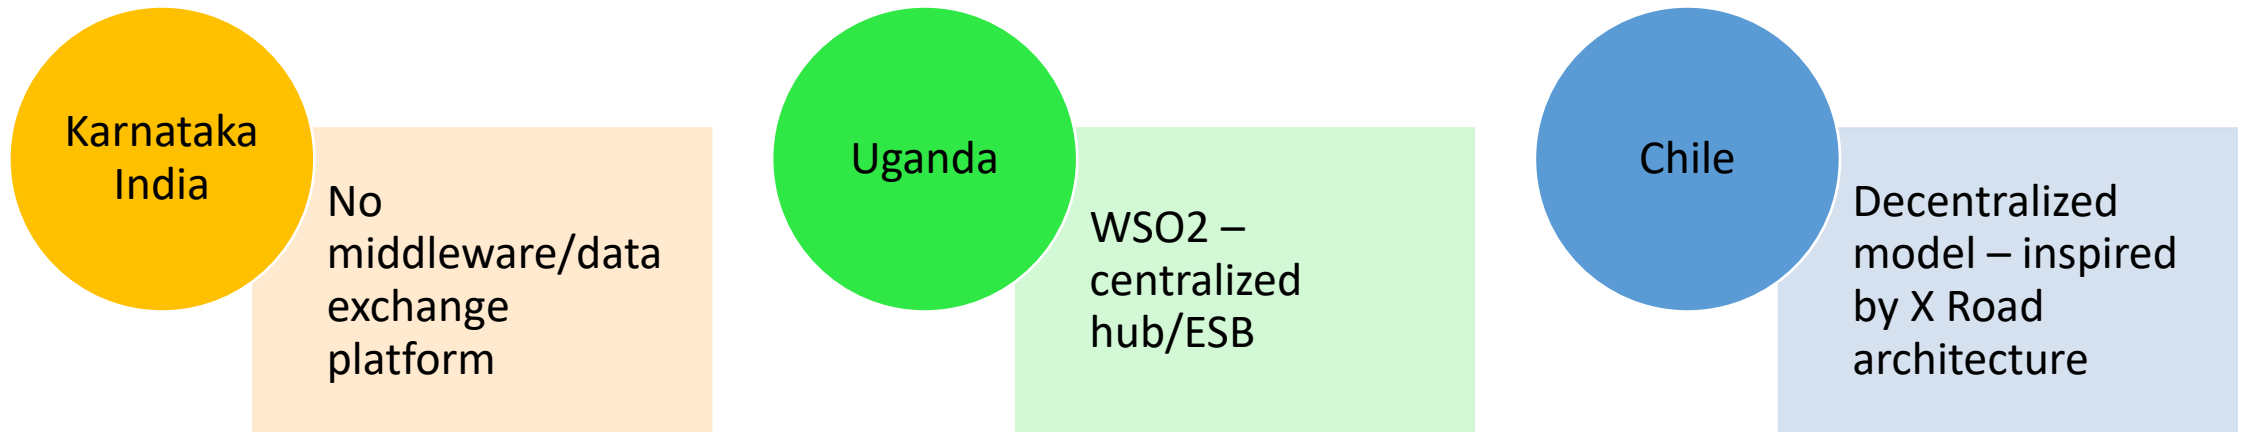 Karnataka
India
No
middleware/data
exchange
platform
Uganda
WSO2 –
centralized
hub/ESB
Chile
Decentralized
model – inspired
by X Road
architecture